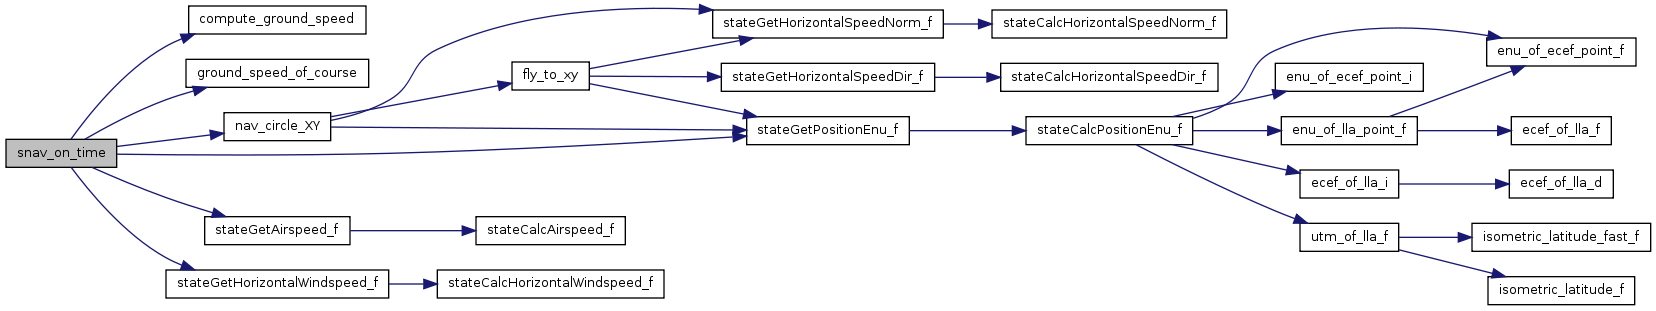 snav_on_time
compute_ground_speed
ground_speed_of_course
nav_circle_XY
stateGetAirspeed_f
stateGetHorizontalWindspeed_f
fly_to_xy
stateCalcAirspeed_f
stateCalcHorizontalWindspeed_f
stateGetHorizontalSpeedNorm_f
stateGetHorizontalSpeedDir_f
stateGetPositionEnu_f
stateCalcHorizontalSpeedNorm_f
stateCalcHorizontalSpeedDir_f
stateCalcPositionEnu_f
enu_of_ecef_point_i
enu_of_lla_point_f
ecef_of_lla_i
utm_of_lla_f
enu_of_ecef_point_f
ecef_of_lla_f
ecef_of_lla_d
isometric_latitude_fast_f
isometric_latitude_f